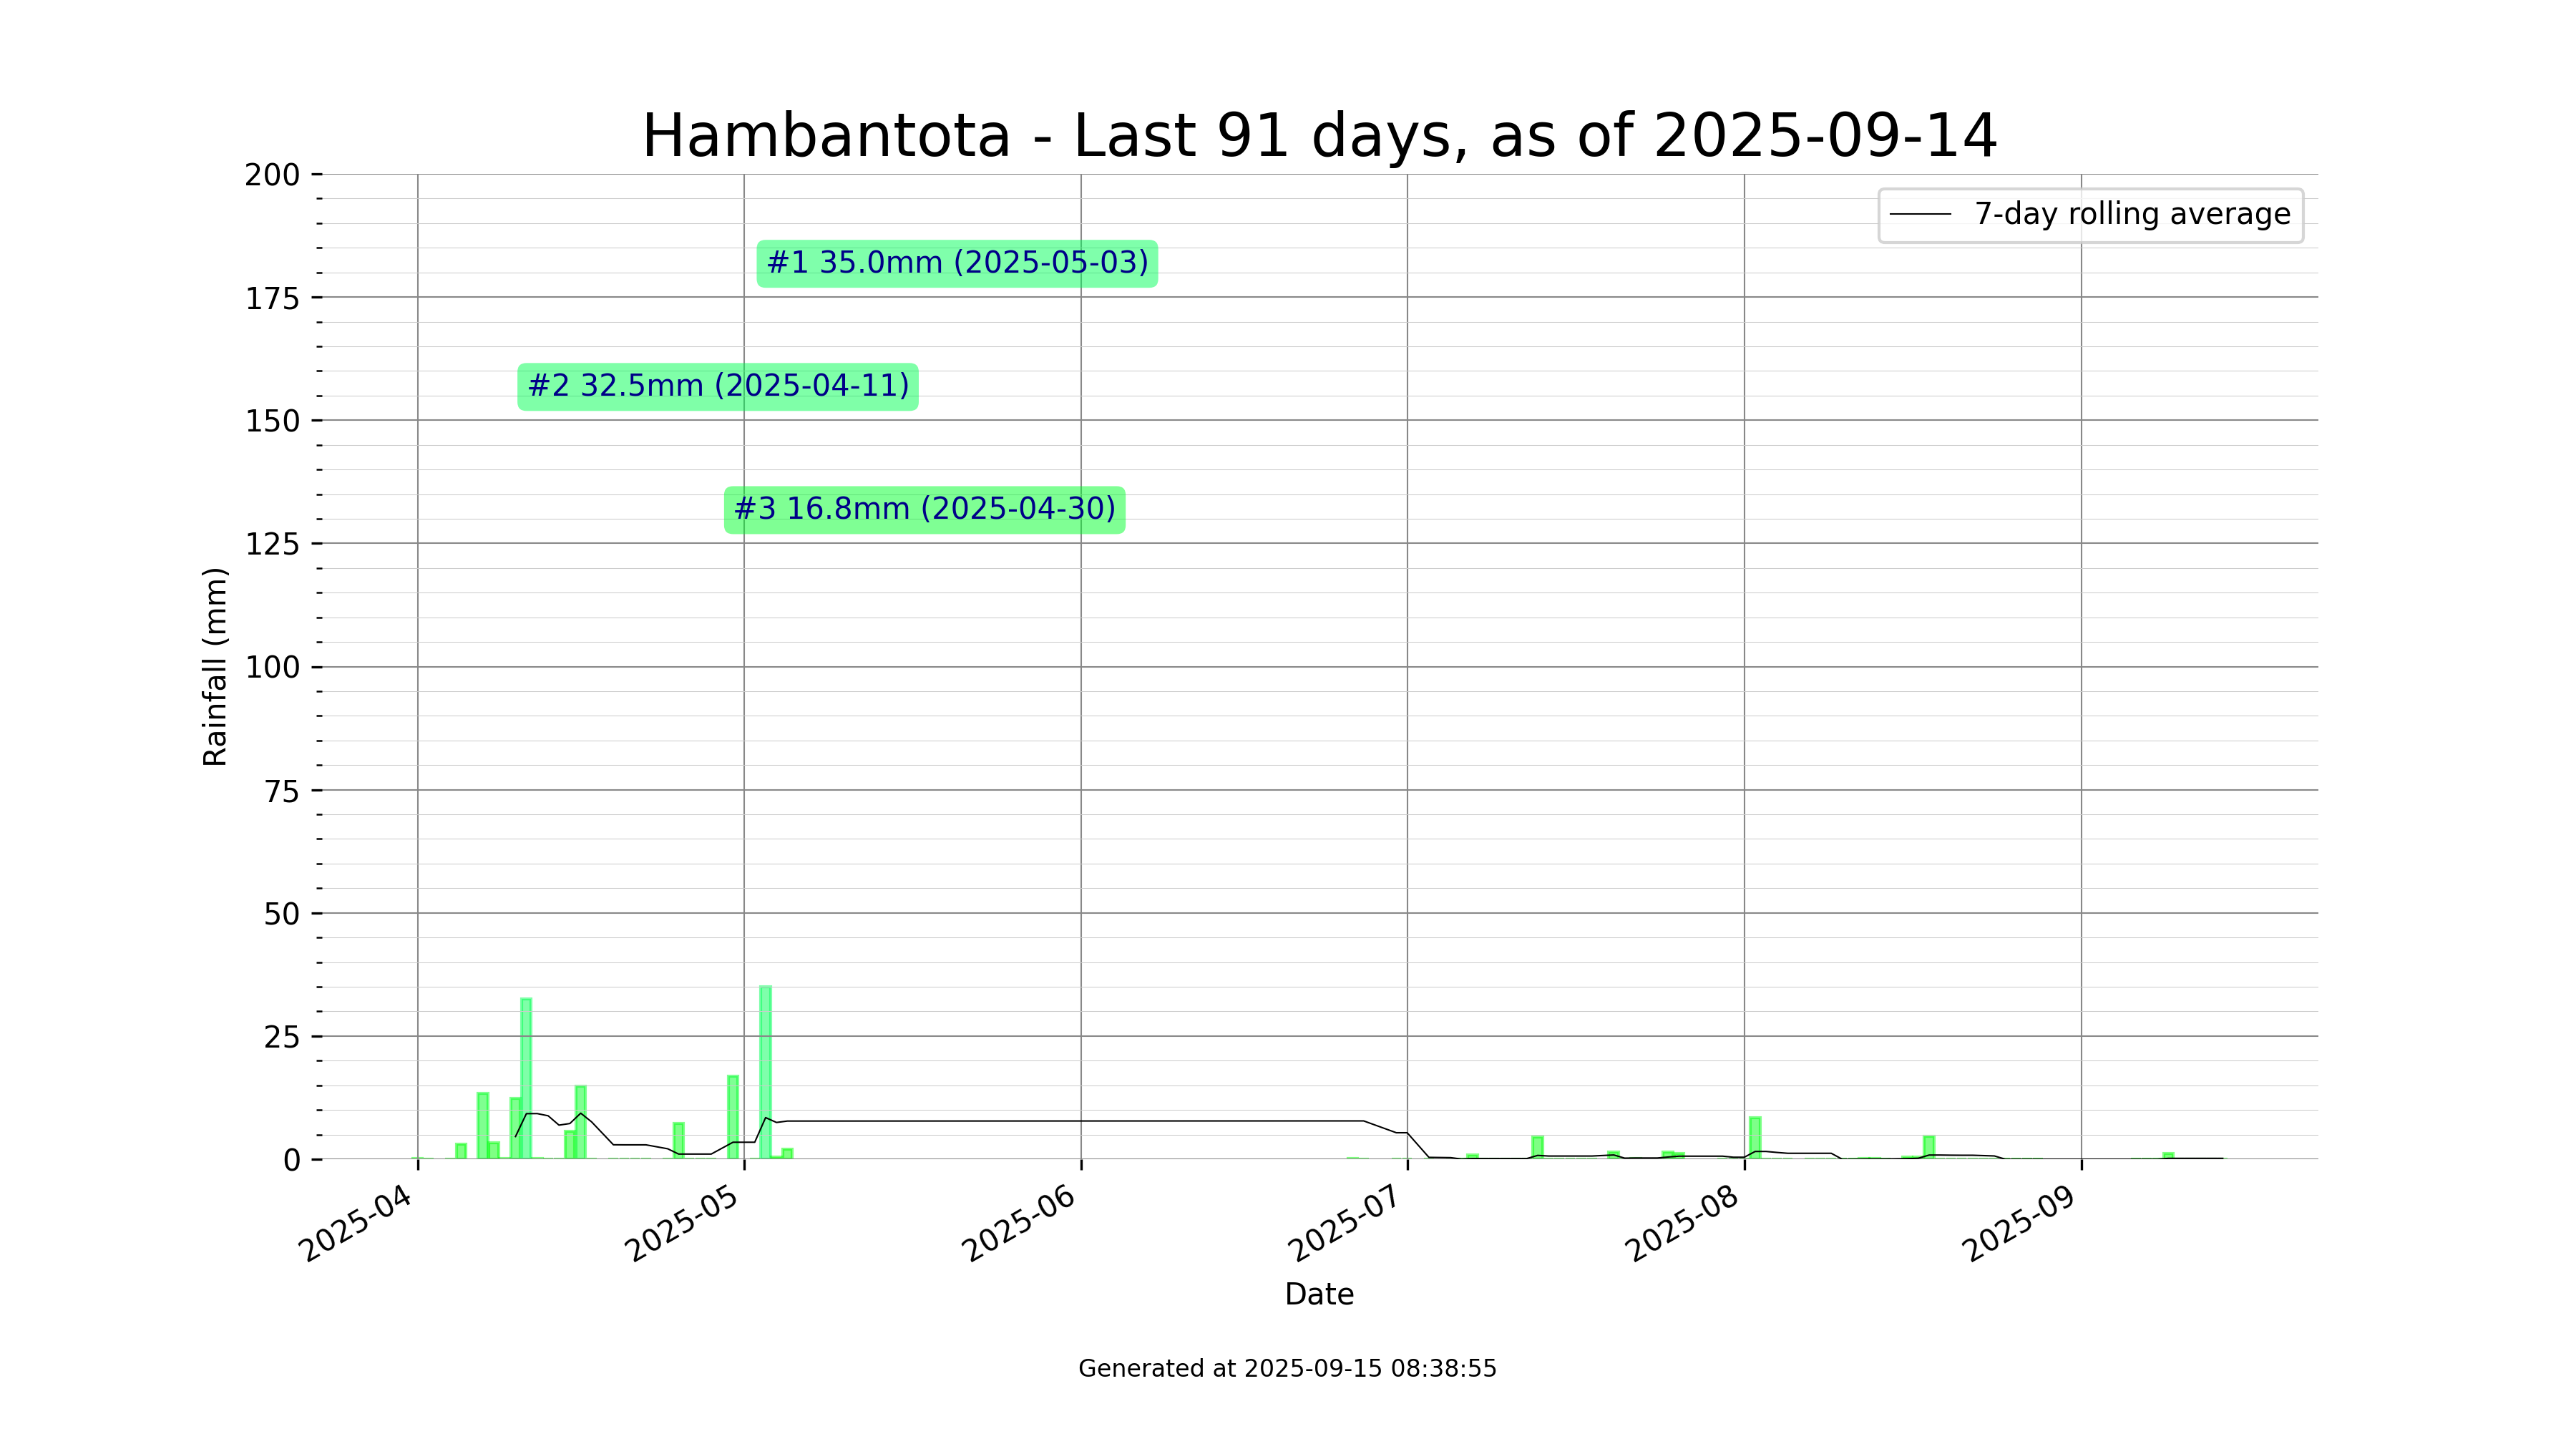 Hambantota - Last 91 days, as of 2025-09-14
200
175
150
125
100
75
50
25
0
Rainfall (mm)
7-day rolling average
#1 35.0mm (2025-05-03)
#2 32.5mm (2025-04-11)
#3 16.8mm (2025-04-30)
2025-04
2025-05
2025-06
2025-07
2025-08
2025-09
Date
Generated at 2025-09-15 08:38:55